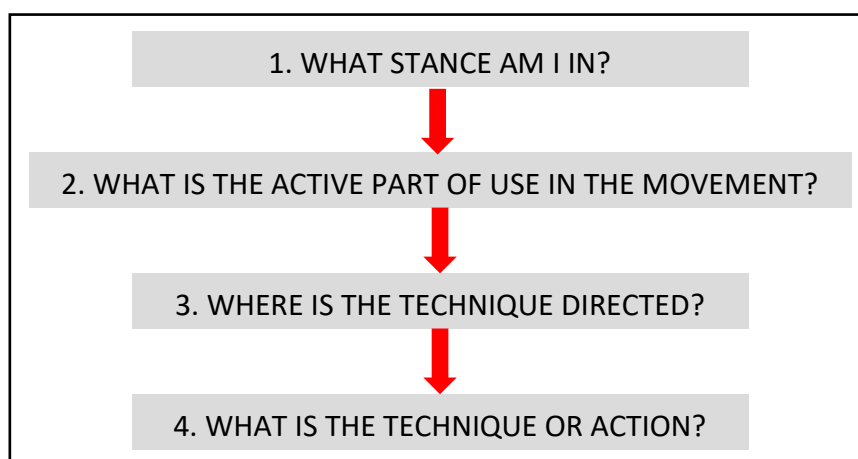 1. WHAT STANCE AM I IN?
2. WHAT IS THE ACTIVE PART OF USE IN THE MOVEMENT?
3. WHERE IS THE TECHNIQUE DIRECTED?
4. WHAT IS THE TECHNIQUE OR ACTION?